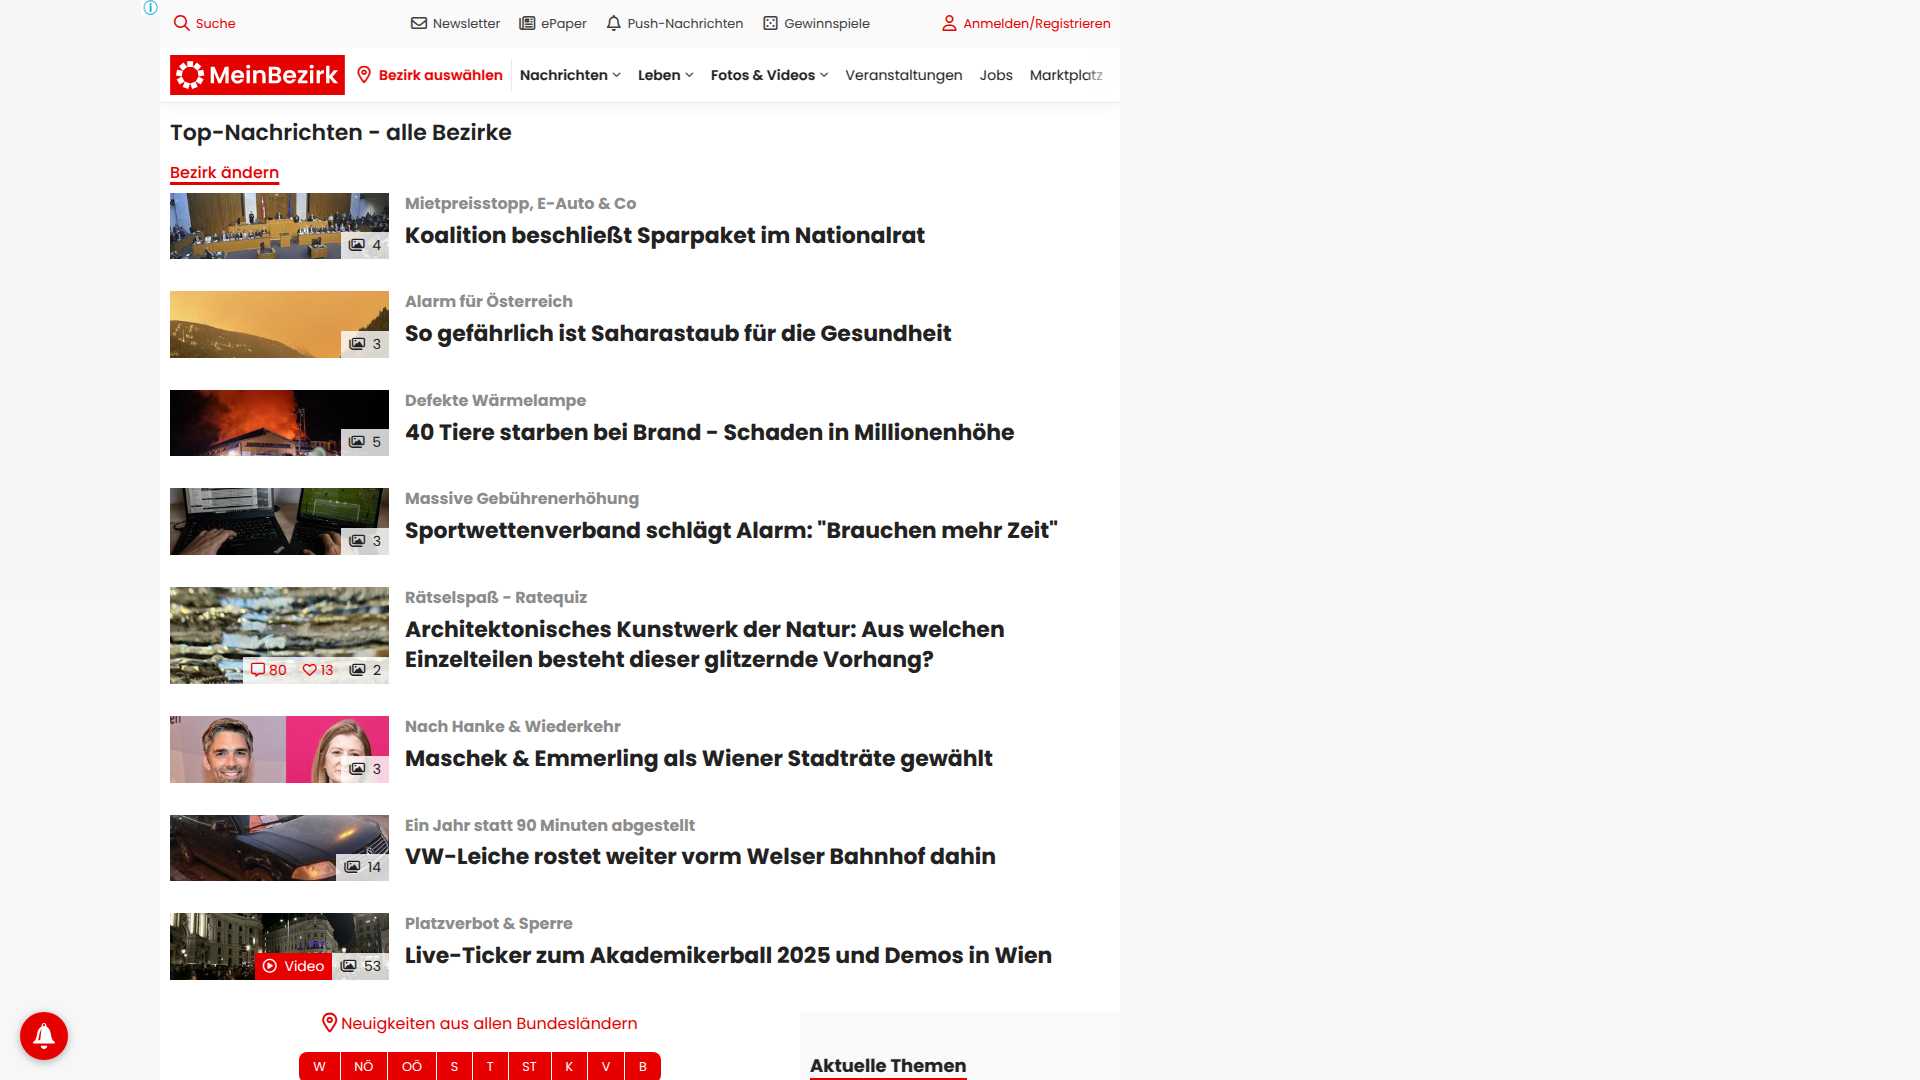 Suche
Newsletter
ePaper
Push-Nachrichten
Gewinnspiele
Anmelden/Registrieren
MeinBezirk
Bezirk auswählen
Nachrichten
Leben
Fotos & Videos
Veranstaltungen
Jobs
Marktplatz
Top-Nachrichten - alle Bezirke
Bezirk ändern
4
Mietpreisstopp, E-Auto & Co
Koalition beschließt Sparpaket im Nationalrat
3
Alarm für Österreich
So gefährlich ist Saharastaub für die Gesundheit
5
Defekte Wärmelampe
40 Tiere starben bei Brand – Schaden in Millionenhöhe
3
Massive Gebührenerhöhung
Sportwettenverband schlägt Alarm: "Brauchen mehr Zeit"
80 13 2
Rätselspaß - Ratequiz
Architektonisches Kunstwerk der Natur: Aus welchen
Einzelteilen besteht dieser glitzernde Vorhang?
3
Nach Hanke & Wiederkehr
Maschek & Emmerling als Wiener Stadträte gewählt
14
Ein Jahr statt 90 Minuten abgestellt
VW-Leiche rostet weiter vorm Welser Bahnhof dahin
Video 53
Platzverbot & Sperre
Live-Ticker zum Akademikerball 2025 und Demos in Wien
Neuigkeiten aus allen Bundesländern
W NÖ OÖ S T ST K V B
Aktuelle Themen